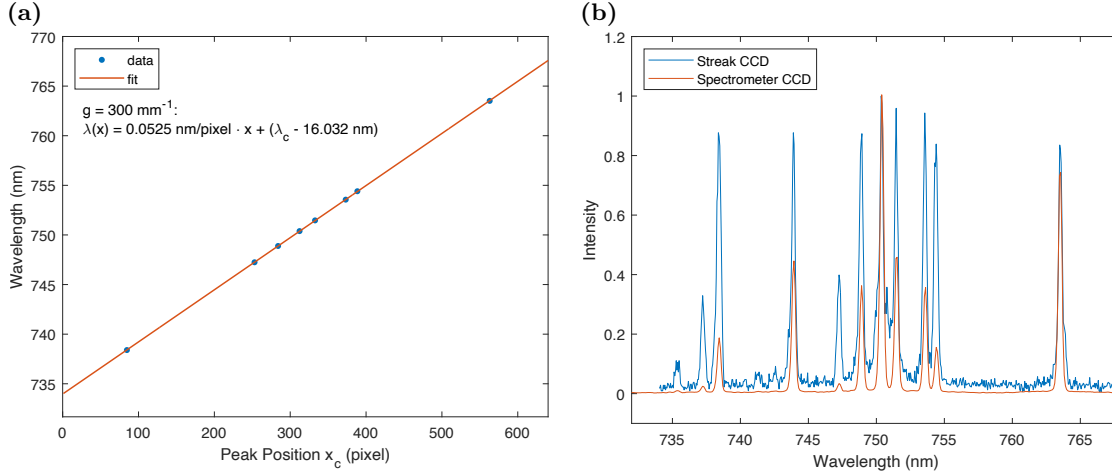 (a)
770
765
760
755
750
745
740
735
Wavelength (nm)
data
fit
g = 300 mm⁻¹:
λ(x) = 0.0525 nm/pixel · x + (λc - 16.032 nm)
0 100 200 300 400 500 600
Peak Position xc (pixel)
(b)
1.2
1
0.8
0.6
0.4
0.2
0
Intensity
Streak CCD
Spectrometer CCD
735 740 745 750 755 760 765
Wavelength (nm)